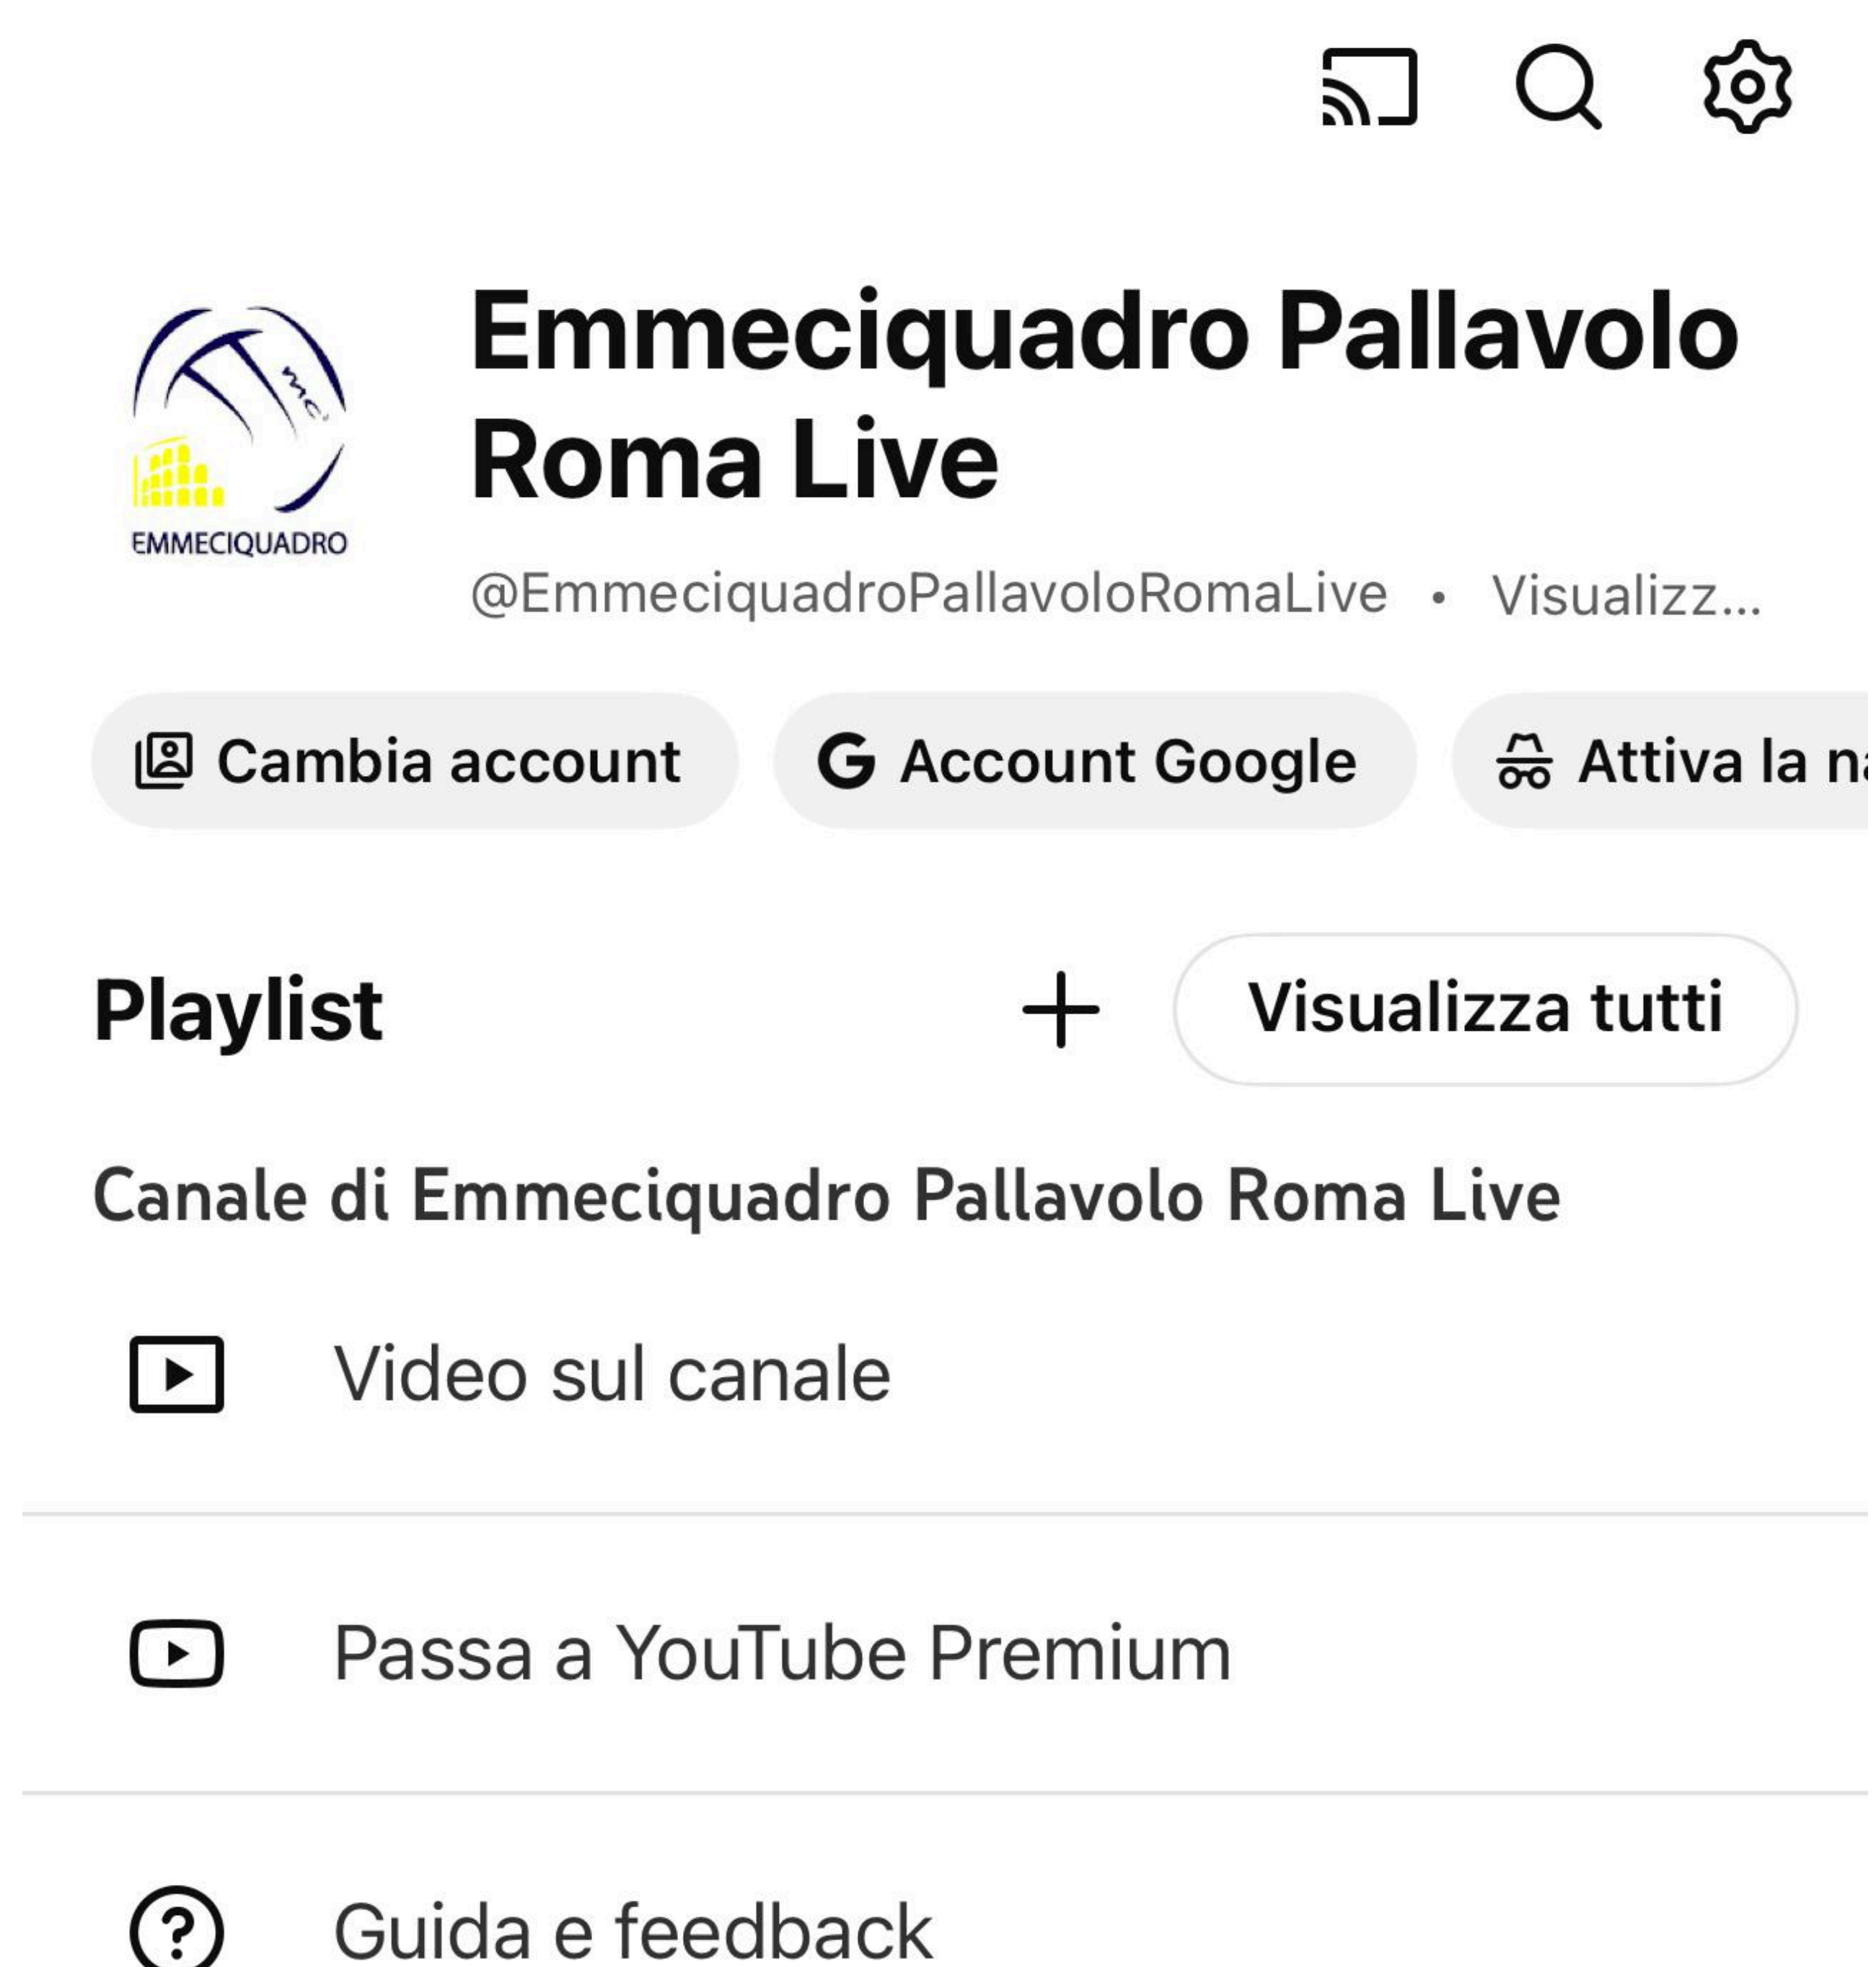 Emmeciquadro Pallavolo
Roma Live
mc²
EMMECIQUADRO
@EmmeciquadroPallavoloRomaLive • Visualizz...
Cambia account
Account Google
Attiva la na
Playlist
Visualizza tutti
Canale di Emmeciquadro Pallavolo Roma Live
Video sul canale
Passa a YouTube Premium
Guida e feedback